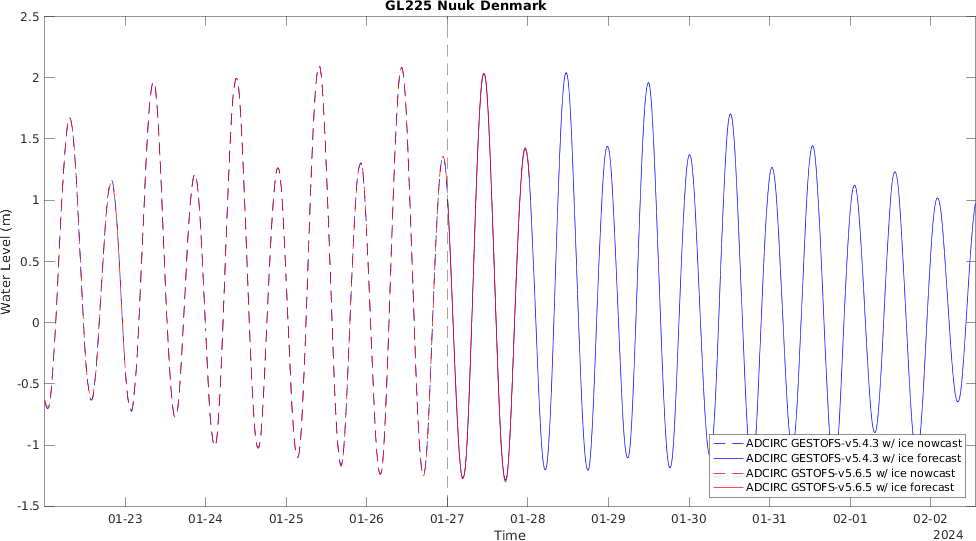 GL225 Nuuk Denmark
2.5
2
1.5
1
0.5
0
-0.5
-1
-1.5
Water Level (m)
ADCIRC GESTOFS-v5.4.3 w/ ice nowcast
ADCIRC GESTOFS-v5.4.3 w/ ice forecast
ADCIRC GSTOFS-v5.6.5 w/ ice nowcast
ADCIRC GSTOFS-v5.6.5 w/ ice forecast
01-23 01-24 01-25 01-26 01-27 01-28 01-29 01-30 01-31 02-01 02-02
Time
2024